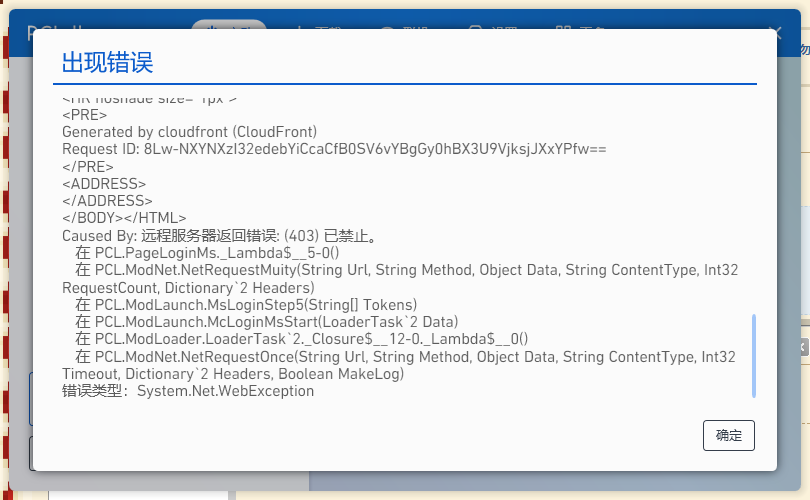 出现错误
<HR noshade size="1px">
<PRE>
Generated by cloudfront (CloudFront)
Request ID: 8Lw-NXYNXzI32edebYiCcaCfB0SV6vYBgGy0hBX3U9VjksjJXxYPfw==
</PRE>
<ADDRESS>
</ADDRESS>
</BODY></HTML>
Caused By: 远程服务器返回错误: (403) 已禁止。
在 PCL.PageLoginMs._Lambda$__5-0()
在 PCL.ModNet.NetRequestMuity(String Url, String Method, Object Data, String ContentType, Int32
RequestCount, Dictionary`2 Headers)
在 PCL.ModLaunch.MsLoginStep5(String[] Tokens)
在 PCL.ModLaunch.McLoginMsStart(LoaderTask`2 Data)
在 PCL.ModLoader.LoaderTask`2._Closure$__12-0._Lambda$__0()
在 PCL.ModNet.NetRequestOnce(String Url, String Method, Object Data, String ContentType, Int32
Timeout, Dictionary`2 Headers, Boolean MakeLog)
错误类型：System.Net.WebException
确定